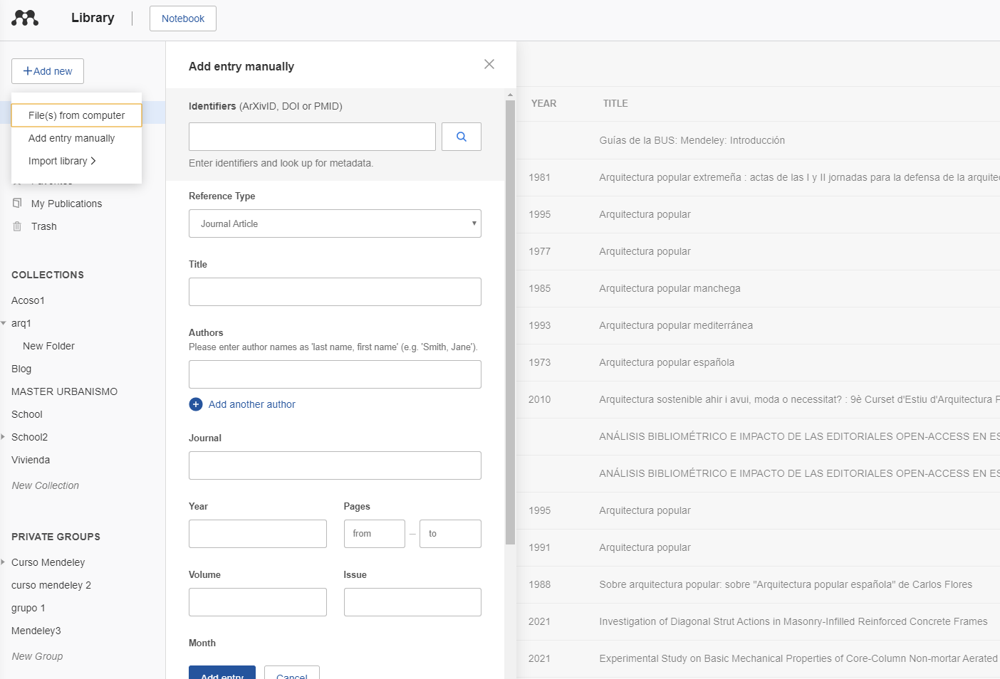 Library
Notebook
+Add new
File(s) from computer
Add entry manually
Import library
My Publications
Trash
COLLECTIONS
Acoso1
arq1
New Folder
Blog
MASTER URBANISMO
School
School2
Vivienda
New Collection
PRIVATE GROUPS
Curso Mendeley
curso mendeley 2
grupo 1
Mendeley3
New Group
Add entry manually
Identifiers (ArXivID, DOI or PMID)
Enter identifiers and look up for metadata.
Reference Type
Journal Article
Title
Authors
Please enter author names as 'last name, first name' (e.g. 'Smith, Jane').
Add another author
Journal
Year Pages
from – to
Volume Issue
Month
Add entry Cancel
YEAR TITLE
Guías de la BUS: Mendeley: Introducción
1981 Arquitectura popular extremeña : actas de las I y II jornadas para la defensa de la
1995 Arquitectura popular
1977 Arquitectura popular
1985 Arquitectura popular manchega
1993 Arquitectura popular mediterránea
1973 Arquitectura popular española
2010 Arquitectura sostenible ahir i avui, moda o necessitat? : 9è Curset d'Estiu d'Arquitectura
ANÁLISIS BIBLIOMÉTRICO E IMPACTO DE LAS EDITORIALES OPEN-ACCESS EN
ANÁLISIS BIBLIOMÉTRICO E IMPACTO DE LAS EDITORIALES OPEN-ACCESS EN
1995 Arquitectura popular
1991 Arquitectura popular
1988 Sobre arquitectura popular: sobre "Arquitectura popular española" de Carlos Flores
2021 Investigation of Diagonal Strut Actions in Masonry-Infilled Reinforced Concrete Frames
2021 Experimental Study on Basic Mechanical Properties of Core-Column Non-mortar Aerated